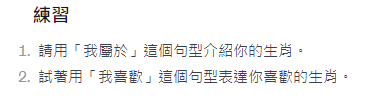 練習
1. 請用「我屬於」這個句型介紹你的生肖。
2. 試著用「我喜歡」這個句型表達你喜歡的生肖。